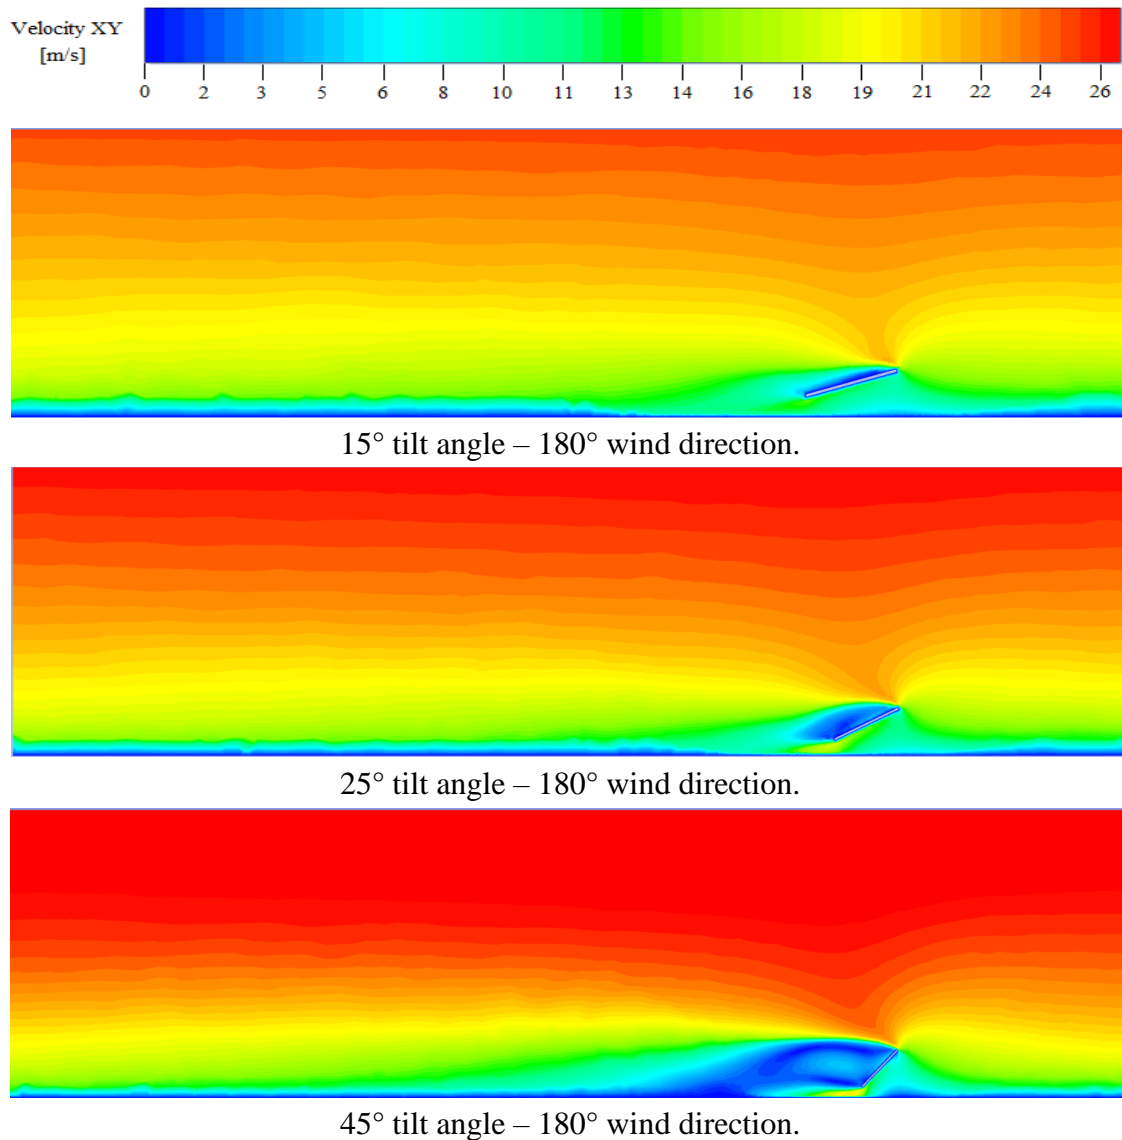 Velocity XY
[m/s]
0 2 3 5 6 8 10 11 13 14 16 18 19 21 22 24 26
15° tilt angle – 180° wind direction.
25° tilt angle – 180° wind direction.
45° tilt angle – 180° wind direction.